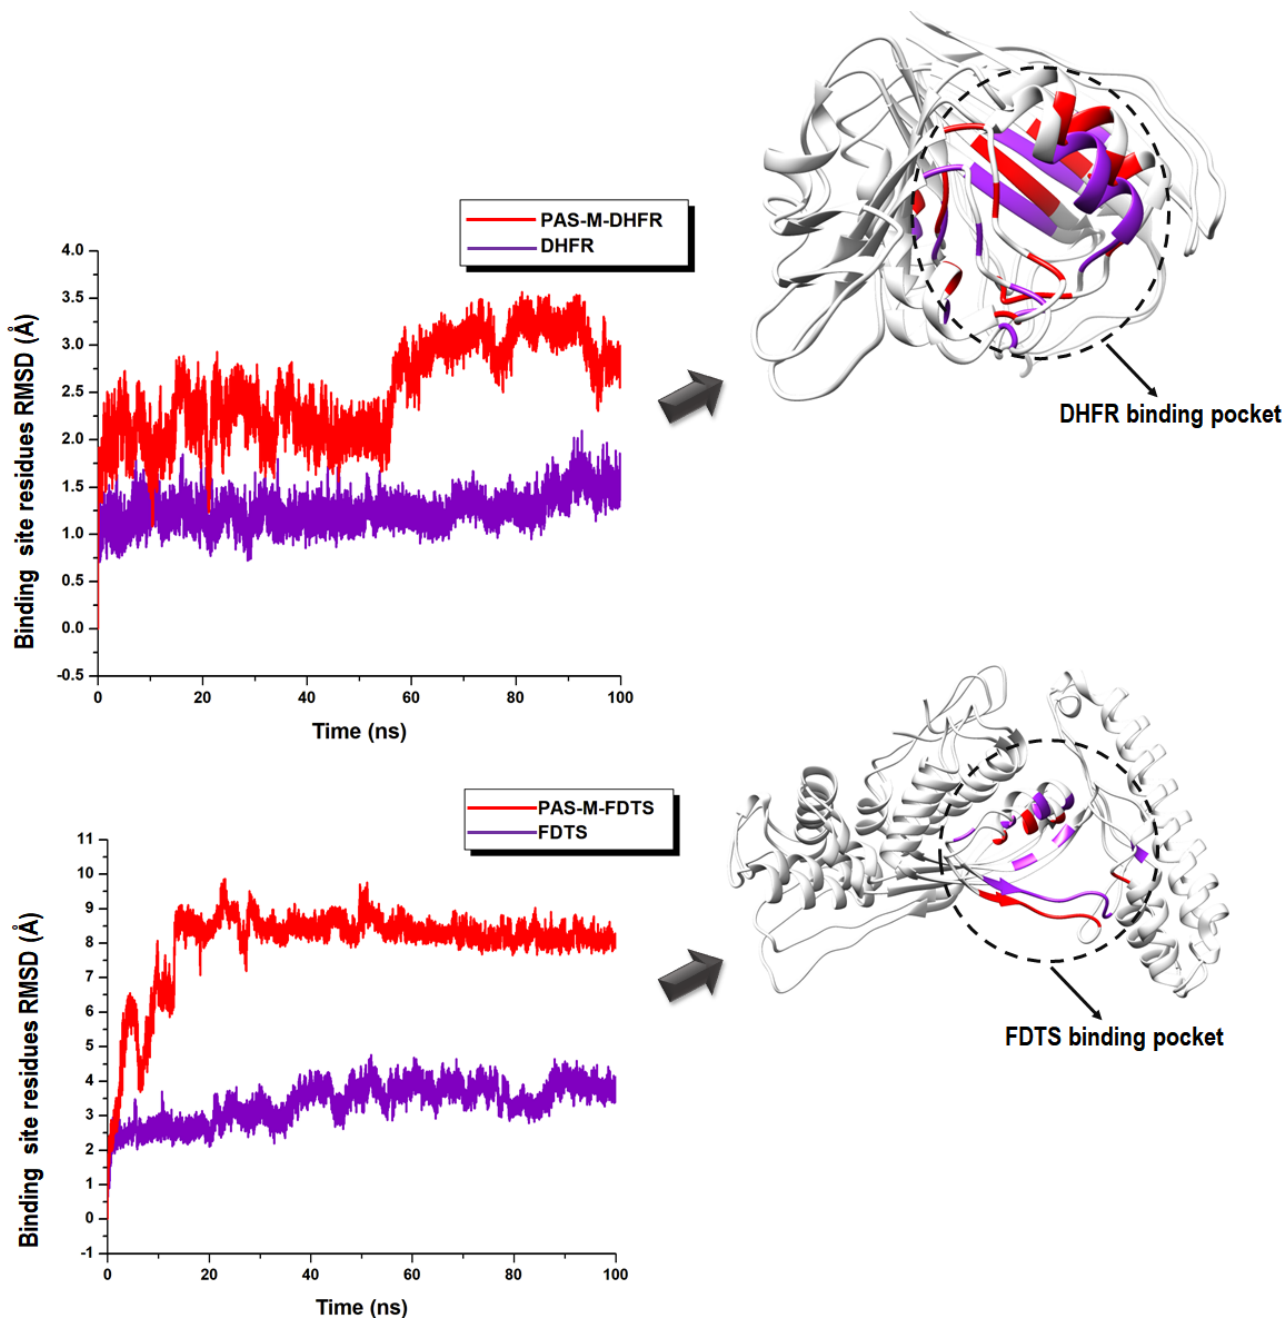 PAS-M-DHFR
DHFR
4.0
3.5
3.0
2.5
2.0
1.5
1.0
0.5
0.0
-0.5
Binding site residues RMSD (Å)
0 20 40 60 80 100
Time (ns)
DHFR binding pocket
PAS-M-FDTS
FDTS
11
10
9
8
7
6
5
4
3
2
1
0
-1
Binding site residues RMSD (Å)
0 20 40 60 80 100
Time (ns)
FDTS binding pocket